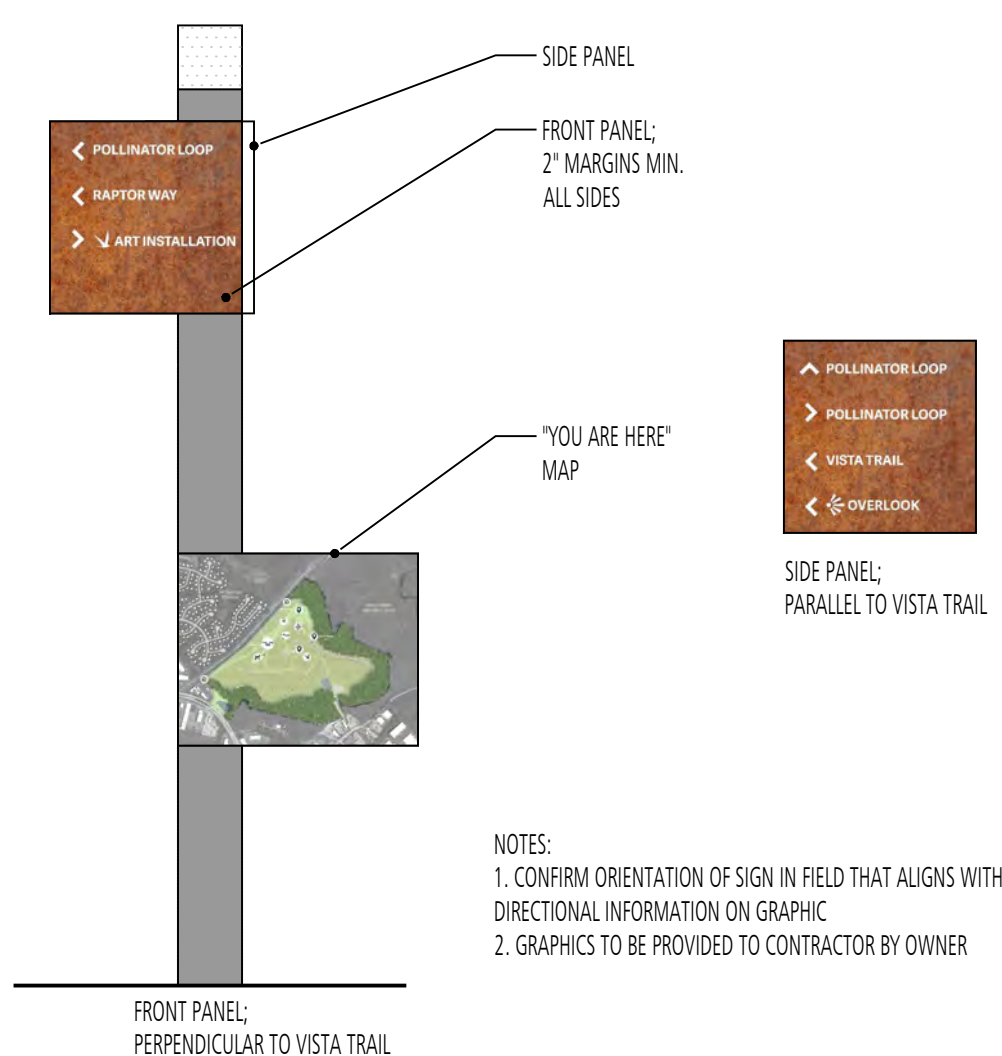 SIDE PANEL
FRONT PANEL;
2" MARGINS MIN.
ALL SIDES
POLLINATOR LOOP
RAPTOR WAY
ART INSTALLATION
"YOU ARE HERE"
MAP
POLLINATOR LOOP
POLLINATOR LOOP
VISTA TRAIL
OVERLOOK
SIDE PANEL;
PARALLEL TO VISTA TRAIL
NOTES:
1. CONFIRM ORIENTATION OF SIGN IN FIELD THAT ALIGNS WITH
DIRECTIONAL INFORMATION ON GRAPHIC
2. GRAPHICS TO BE PROVIDED TO CONTRACTOR BY OWNER
FRONT PANEL;
PERPENDICULAR TO VISTA TRAIL